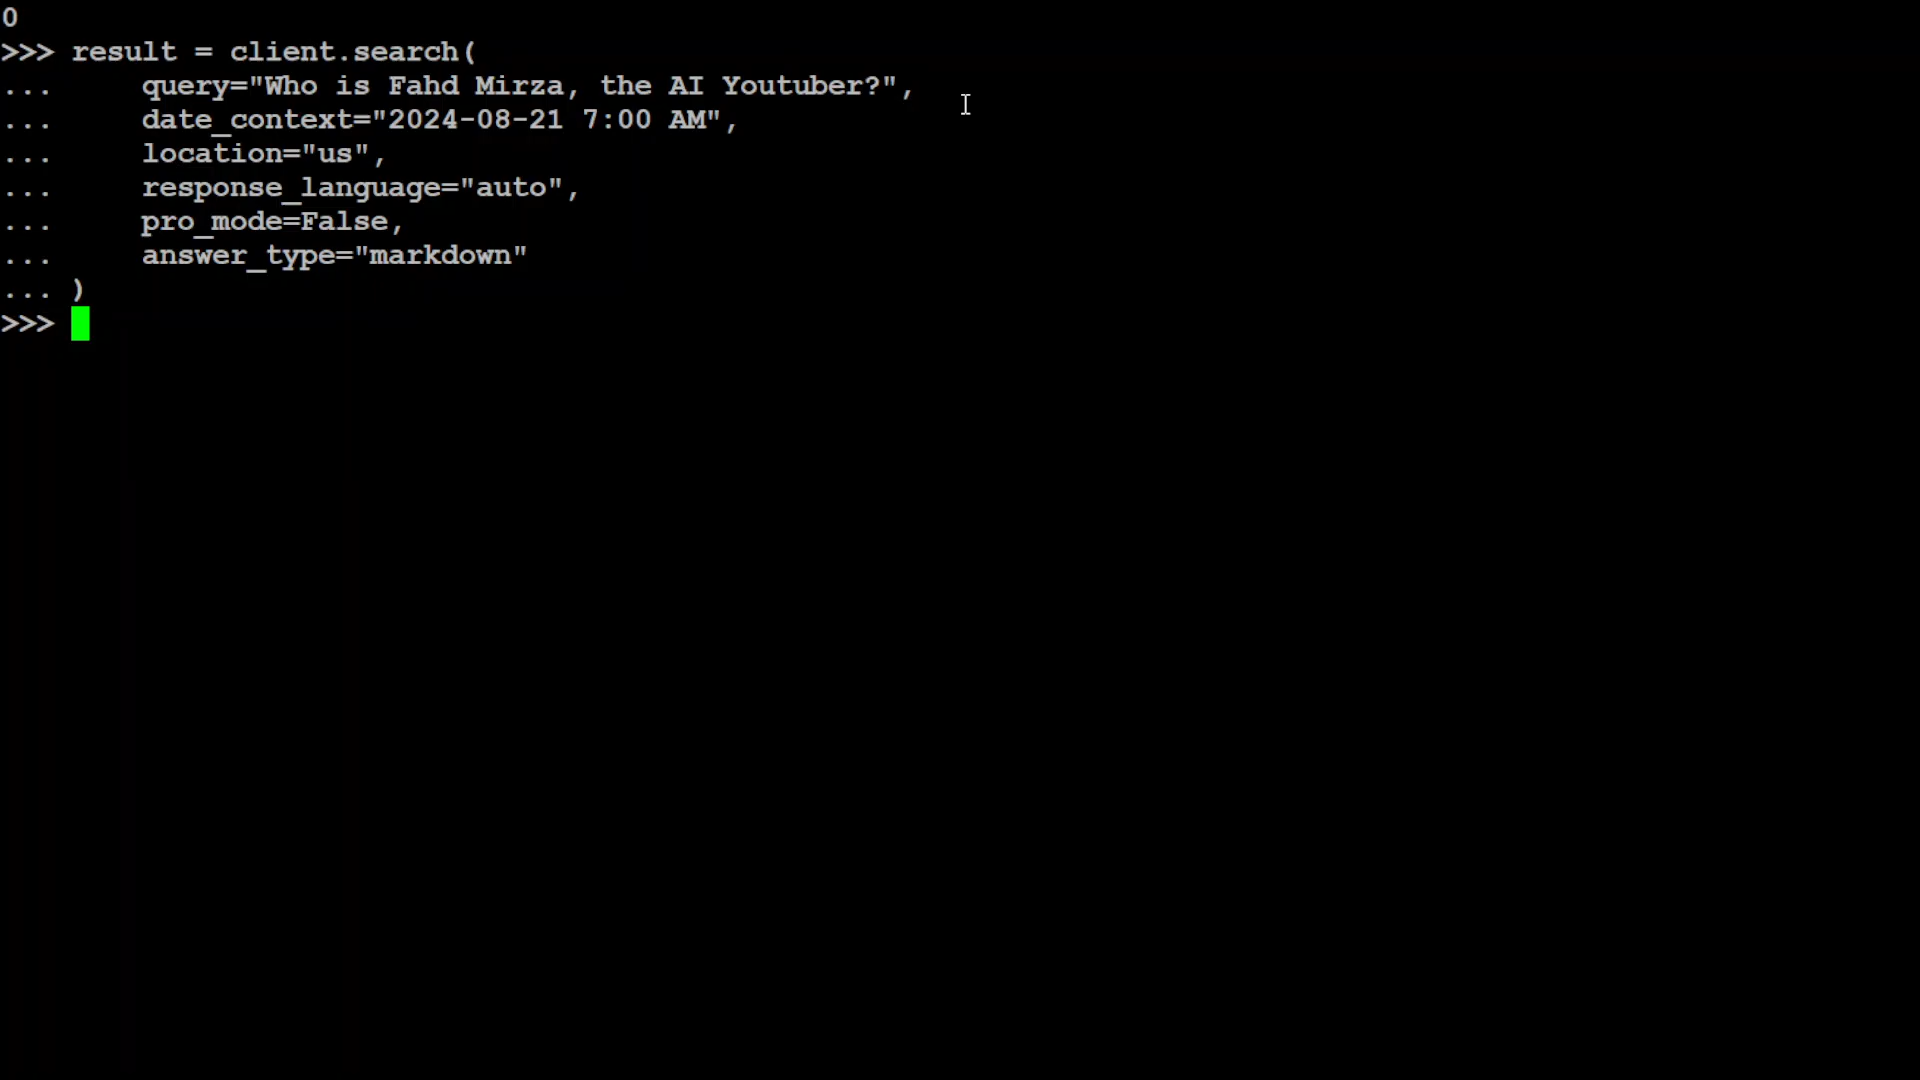 0
>>> result = client.search(
...     query="Who is Fahd Mirza, the AI Youtuber?",
...     date_context="2024-08-21 7:00 AM",
...     location="us",
...     response_language="auto",
...     pro_mode=False,
...     answer_type="markdown"
... )
>>>